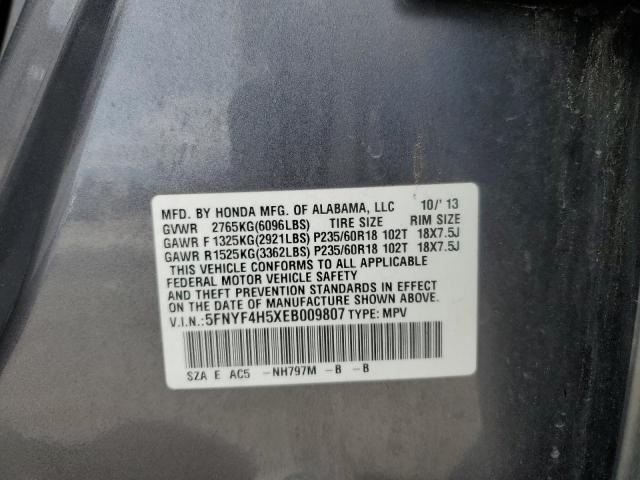 MFD. BY HONDA MFG. OF ALABAMA, LLC 10/'13
GVWR 2765KG(6096LBS) TIRE SIZE RIM SIZE
GAWR F 1325KG(2921LBS) P235/60R18 102T 18X7.5J
GAWR R1525KG(3362LBS) P235/60R18 102T 18X7.5J
THIS VEHICLE CONFORMS TO ALL APPLICABLE
FEDERAL MOTOR VEHICLE SAFETY
AND THEFT PREVENTION STANDARDS IN EFFECT
ON THE DATE OF MANUFACTURE SHOWN ABOVE.
V.I.N.:5FNYF4H5XEB009807 TYPE: MPV
SZA E AC5 -NH797M -B -B